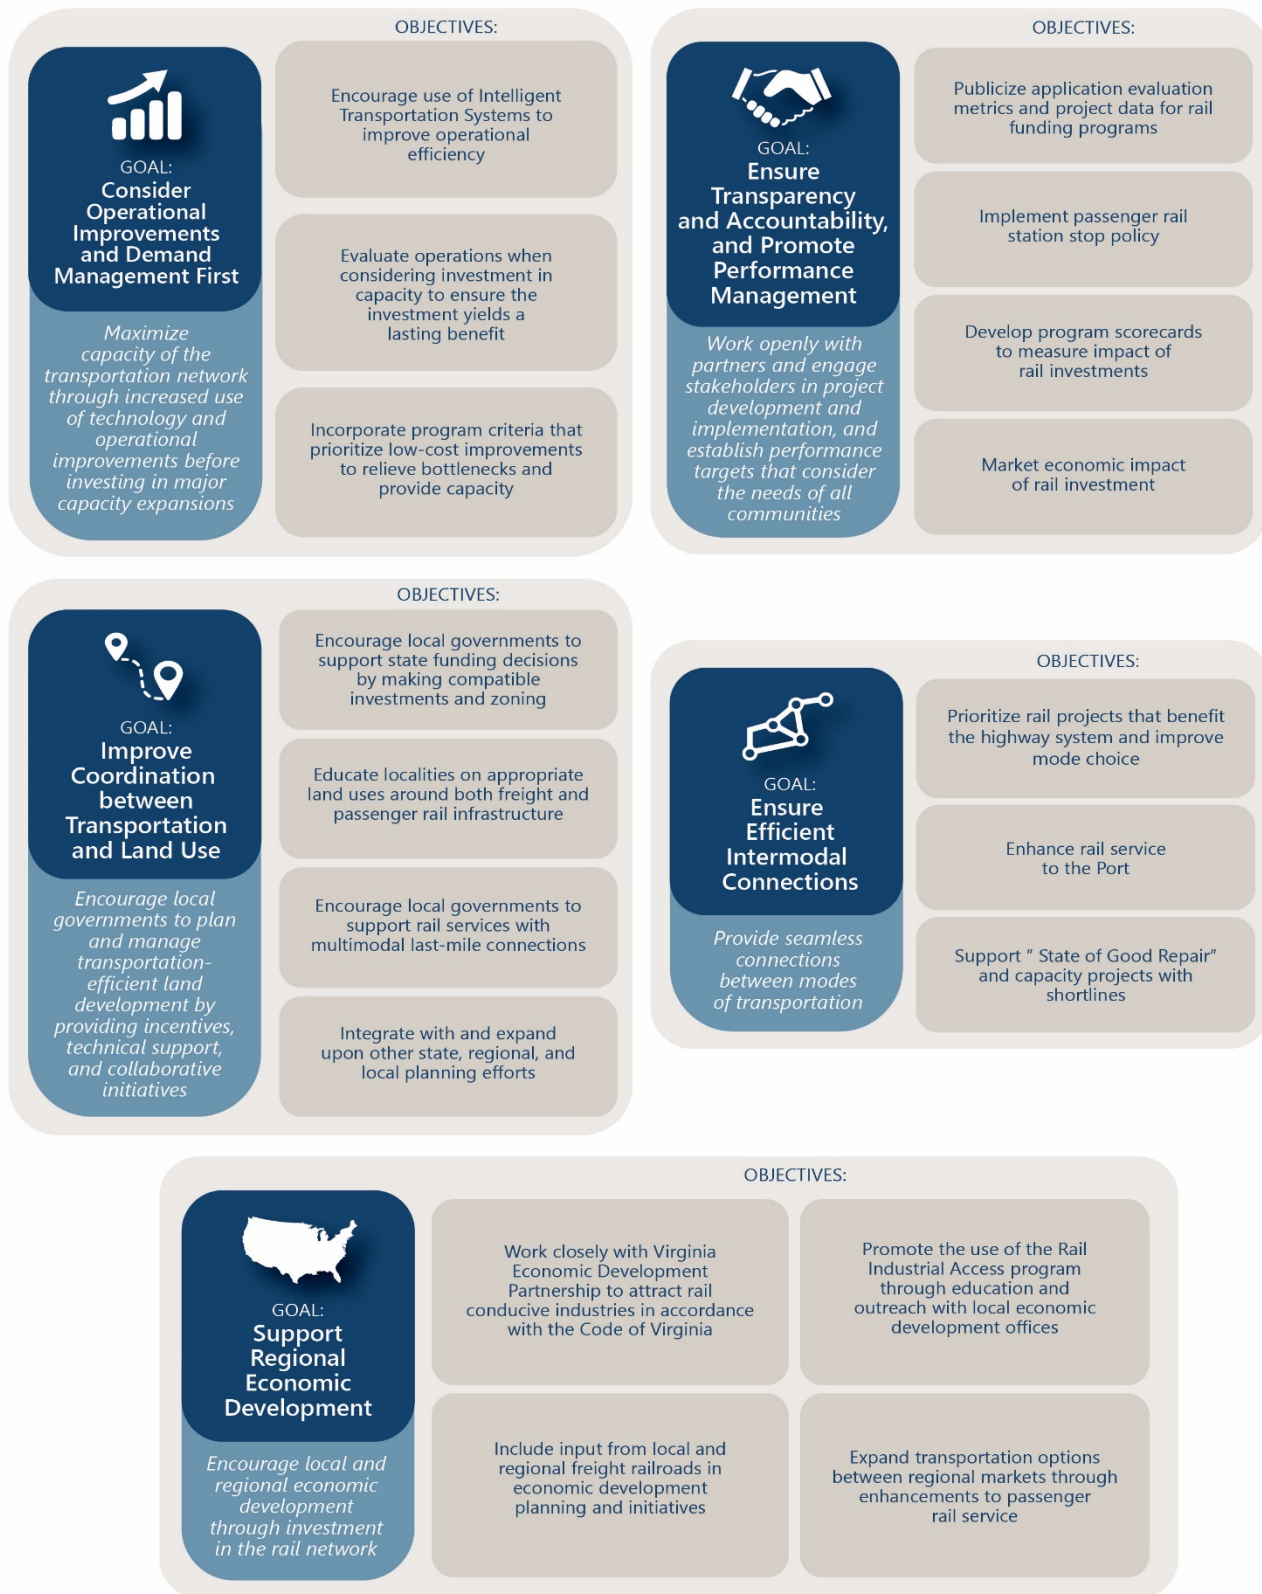 OBJECTIVES:
GOAL:
Consider
Operational
Improvements
and Demand
Management First
Maximize
capacity of the
transportation network
through increased use
of technology and
operational
improvements before
investing in major
capacity expansions
Encourage use of Intelligent
Transportation Systems to
improve operational
efficiency
Evaluate operations when
considering investment in
capacity to ensure the
investment yields a
lasting benefit
Incorporate program criteria that
prioritize low-cost improvements
to relieve bottlenecks and
provide capacity
OBJECTIVES:
GOAL:
Ensure
Transparency
and Accountability,
and Promote
Performance
Management
Work openly with
partners and engage
stakeholders in project
development and
implementation, and
establish performance
targets that consider
the needs of all
communities
Publicize application evaluation
metrics and project data for rail
funding programs
Implement passenger rail
station stop policy
Develop program scorecards
to measure impact of
rail investments
Market economic impact
of rail investment
OBJECTIVES:
GOAL:
Improve
Coordination
between
Transportation
and Land Use
Encourage local
governments to plan
and manage
transportation-
efficient land
development by
providing incentives,
technical support,
and collaborative
initiatives
Encourage local governments to
support state funding decisions
by making compatible
investments and zoning
Educate localities on appropriate
land uses around both freight and
passenger rail infrastructure
Encourage local governments to
support rail services with
multimodal last-mile connections
Integrate with and expand
upon other state, regional, and
local planning efforts
OBJECTIVES:
GOAL:
Ensure
Efficient
Intermodal
Connections
Provide seamless
connections
between modes
of transportation
Prioritize rail projects that benefit
the highway system and improve
mode choice
Enhance rail service
to the Port
Support " State of Good Repair"
and capacity projects with
shortlines
OBJECTIVES:
GOAL:
Support
Regional
Economic
Development
Encourage local and
regional economic
development
through investment
in the rail network
Work closely with Virginia
Economic Development
Partnership to attract rail
conducive industries in accordance
with the Code of Virginia
Promote the use of the Rail
Industrial Access program
through education and
outreach with local economic
development offices
Include input from local and
regional freight railroads in
economic development
planning and initiatives
Expand transportation options
between regional markets through
enhancements to passenger
rail service